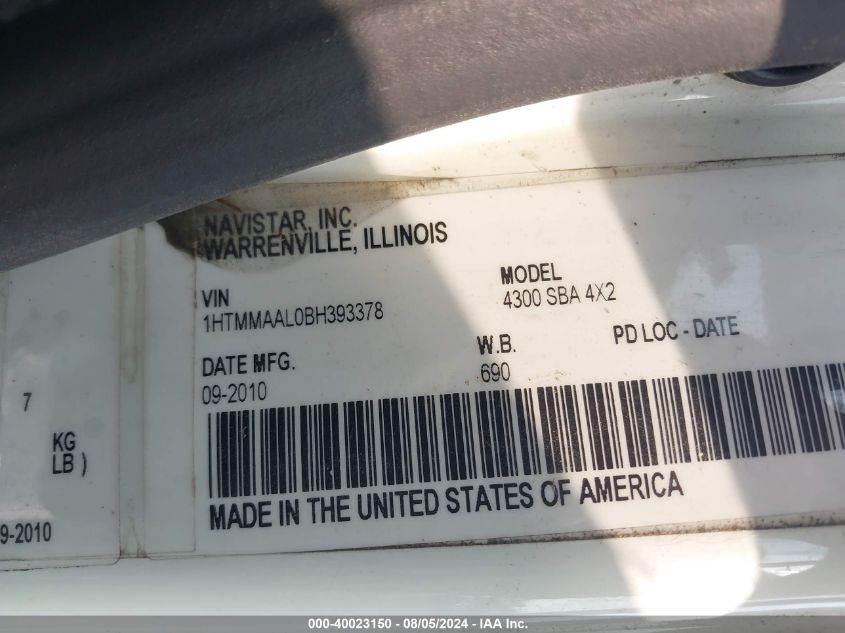 NAVISTAR, INC.
WARRENVILLE, ILLINOIS
VIN
1HTMMAAL0BH393378
MODEL
4300 SBA 4X2
DATE MFG.
09-2010
W.B.
690
PD LOC - DATE
MADE IN THE UNITED STATES OF AMERICA
7
KG
LB )
9-2010
000-40023150 - 08/05/2024 - IAA Inc.